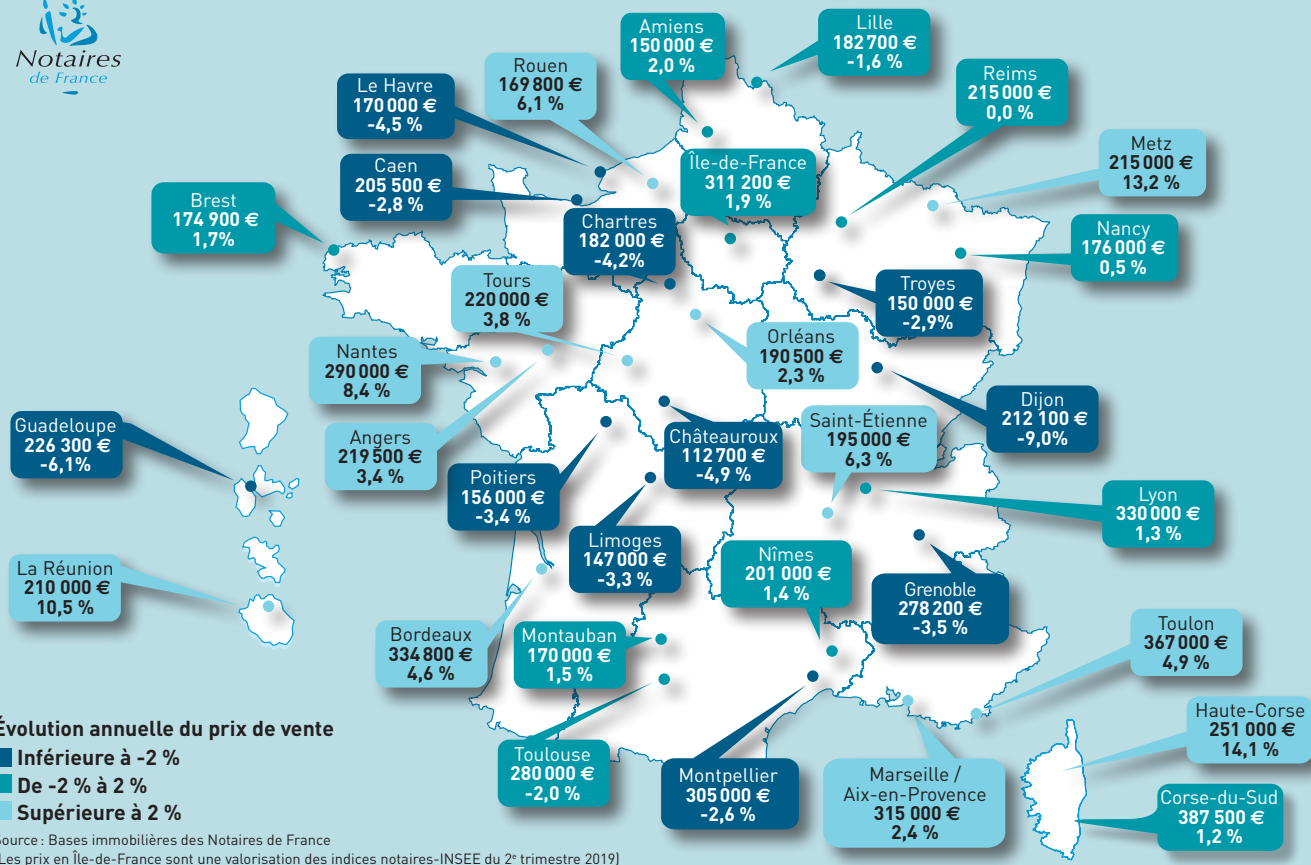 Notaires
de France
Amiens
150 000 €
2,0 %
Lille
182 700 €
-1,6 %
Rouen
169 800 €
6,1 %
Reims
215 000 €
0,0 %
Le Havre
170 000 €
-4,5 %
Metz
215 000 €
13,2 %
Île-de-France
311 200 €
1,9 %
Caen
205 500 €
-2,8 %
Brest
174 900 €
1,7%
Chartres
182 000 €
-4,2%
Nancy
176 000 €
0,5 %
Tours
220 000 €
3,8 %
Troyes
150 000 €
-2,9%
Orléans
190 500 €
2,3 %
Nantes
290 000 €
8,4 %
Dijon
212 100 €
-9,0%
Guadeloupe
226 300 €
-6,1%
Angers
219 500 €
3,4 %
Châteauroux
112 700 €
-4,9 %
Saint-Étienne
195 000 €
6,3 %
Poitiers
156 000 €
-3,4 %
Lyon
330 000 €
1,3 %
Limoges
147 000 €
-3,3 %
Nîmes
201 000 €
1,4 %
La Réunion
210 000 €
10,5 %
Grenoble
278 200 €
-3,5 %
Bordeaux
334 800 €
4,6 %
Montauban
170 000 €
1,5 %
Toulon
367 000 €
4,9 %
Haute-Corse
251 000 €
14,1 %
Toulouse
280 000 €
-2,0 %
Montpellier
305 000 €
-2,6 %
Marseille /
Aix-en-Provence
315 000 €
2,4 %
Corse-du-Sud
387 500 €
1,2 %
Évolution annuelle du prix de vente
Inférieure à -2 %
De -2 % à 2 %
Supérieure à 2 %
Source : Bases immobilières des Notaires de France
(Les prix en Île-de-France sont une valorisation des indices notaires-INSEE du 2e trimestre 2019)